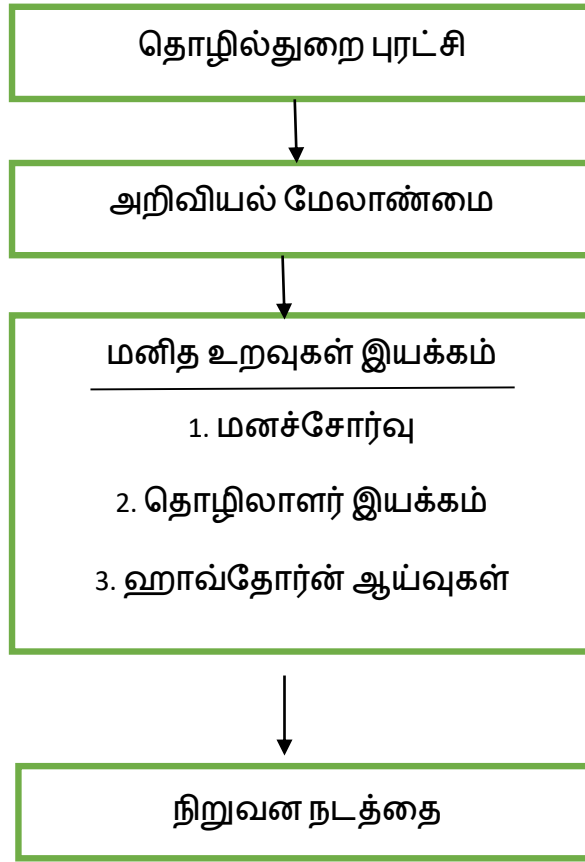 தொழில்துறை புரட்சி
அறிவியல் மேலாண்மை
மனித உறவுகள் இயக்கம்
1. மனச்சோர்வு
2. தொழிலாளர் இயக்கம்
3. ஹாவ்தோர்ன் ஆய்வுகள்
நிறுவன நடத்தை